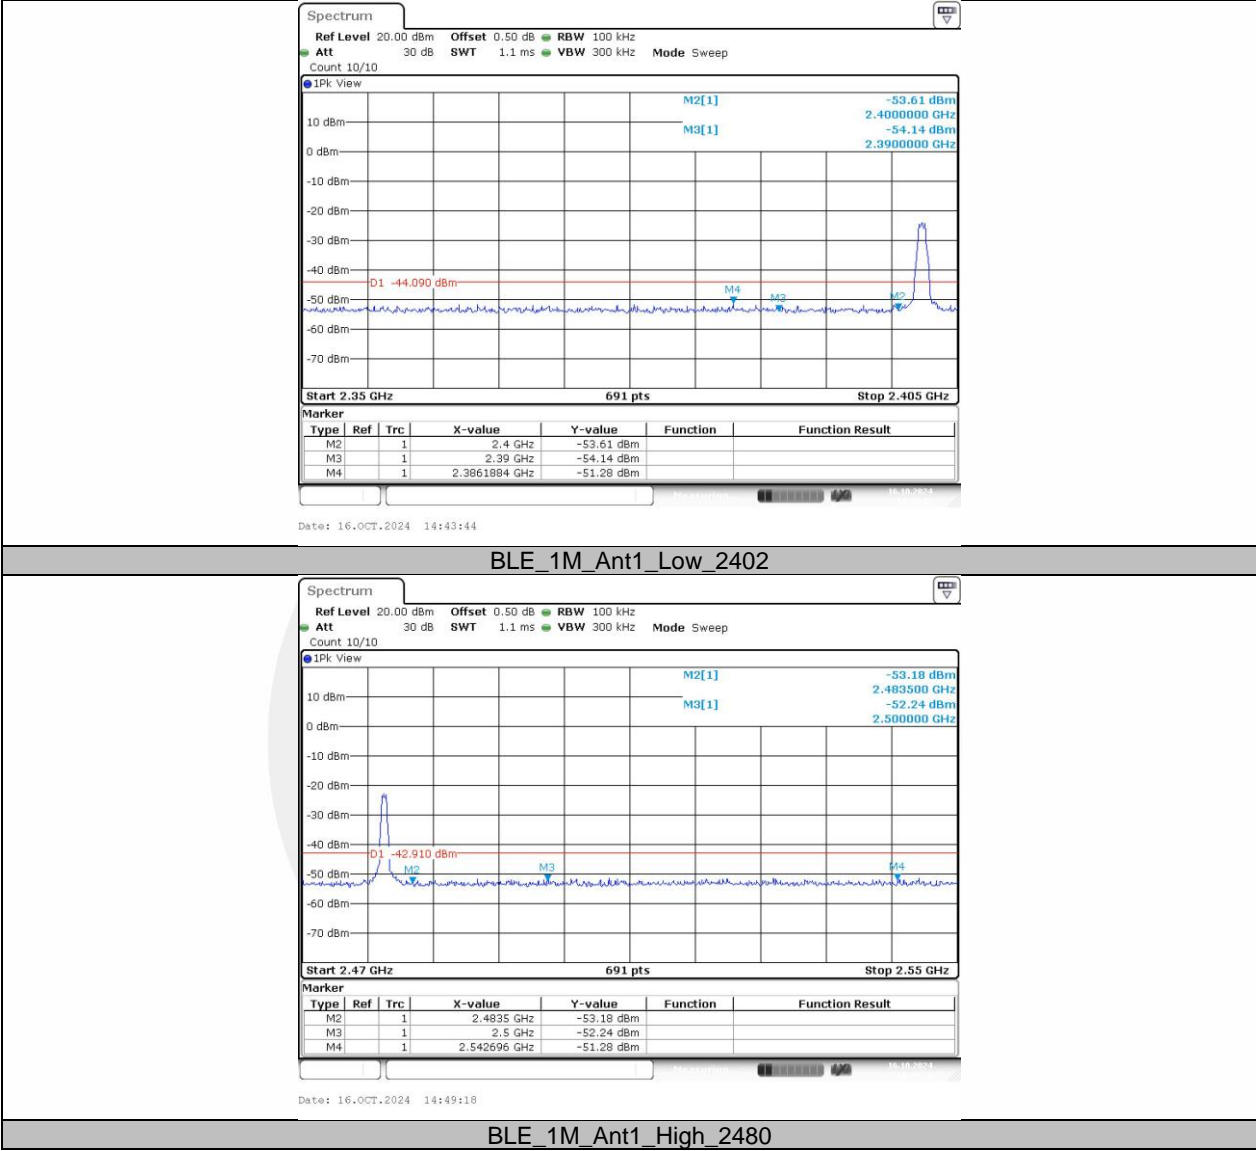 Spectrum
Ref Level 20.00 dBm Offset 0.50 dB RBW 100 kHz
Att 30 dB SWT 1.1 ms VBW 300 kHz Mode Sweep
Count 10/10
1Pk View
M2[1] -53.61 dBm
2.4000000 GHz
10 dBm
M3[1] -54.14 dBm
2.3900000 GHz
0 dBm
-10 dBm
-20 dBm
-30 dBm
-40 dBm
D1 -44.090 dBm
M4
M3
M2
-50 dBm
-60 dBm
-70 dBm
Start 2.35 GHz 691 pts Stop 2.405 GHz
Marker
Type Ref Trc X-value Y-value Function Function Result
M2 1 2.4 GHz -53.61 dBm
M3 1 2.39 GHz -54.14 dBm
M4 1 2.3861884 GHz -51.28 dBm
16.10.2024
Date: 16.OCT.2024 14:43:44
BLE_1M_Ant1_Low_2402
Spectrum
Ref Level 20.00 dBm Offset 0.50 dB RBW 100 kHz
Att 30 dB SWT 1.1 ms VBW 300 kHz Mode Sweep
Count 10/10
1Pk View
M2[1] -53.18 dBm
2.483500 GHz
10 dBm
M3[1] -52.24 dBm
2.500000 GHz
0 dBm
-10 dBm
-20 dBm
-30 dBm
-40 dBm
D1 -42.910 dBm
M2 M3 M4
-50 dBm
-60 dBm
-70 dBm
Start 2.47 GHz 691 pts Stop 2.55 GHz
Marker
Type Ref Trc X-value Y-value Function Function Result
M2 1 2.4835 GHz -53.18 dBm
M3 1 2.5 GHz -52.24 dBm
M4 1 2.542696 GHz -51.28 dBm
16.10.2024
Date: 16.OCT.2024 14:49:18
BLE_1M_Ant1_High_2480